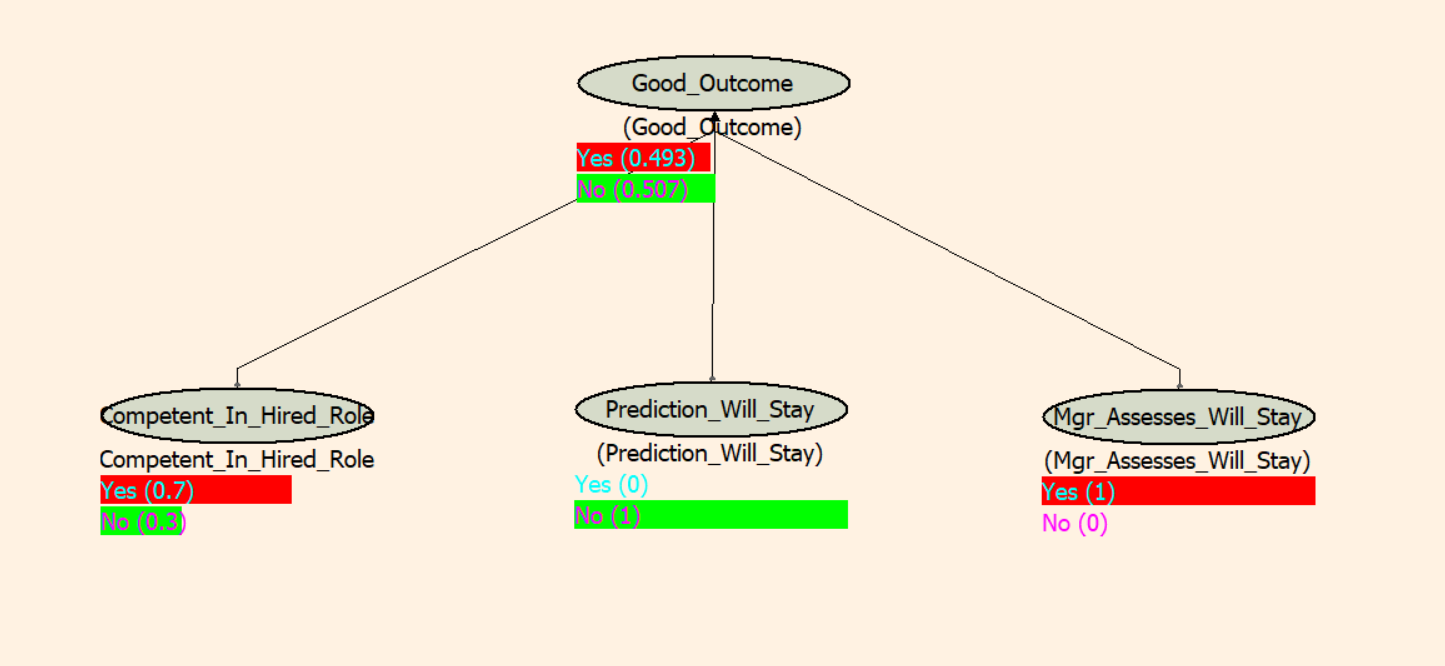 Good_Outcome
(Good_Outcome)
Yes (0.493)
No (0.507)
Competent_In_Hired_Role
Competent_In_Hired_Role
Yes (0.7)
No (0.3)
Prediction_Will_Stay
(Prediction_Will_Stay)
Yes (0)
No (1)
Mgr_Assesses_Will_Stay
(Mgr_Assesses_Will_Stay)
Yes (1)
No (0)